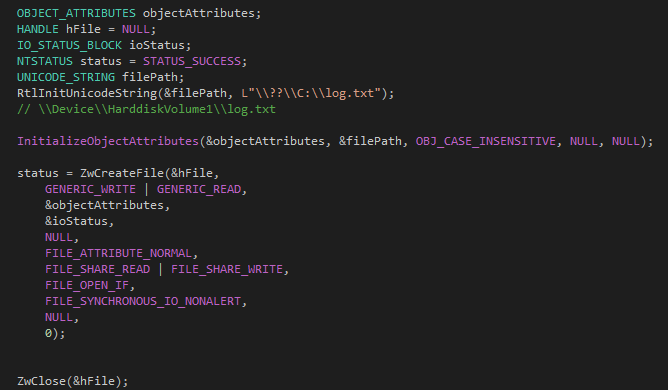 OBJECT_ATTRIBUTES objectAttributes;
HANDLE hFile = NULL;
IO_STATUS_BLOCK ioStatus;
NTSTATUS status = STATUS_SUCCESS;
UNICODE_STRING filePath;
RtlInitUnicodeString(&filePath, L"\\??\\C:\\log.txt");
// \\Device\\HarddiskVolume1\\log.txt
InitializeObjectAttributes(&objectAttributes, &filePath, OBJ_CASE_INSENSITIVE, NULL, NULL);
status = ZwCreateFile(&hFile,
GENERIC_WRITE | GENERIC_READ,
&objectAttributes,
&ioStatus,
NULL,
FILE_ATTRIBUTE_NORMAL,
FILE_SHARE_READ | FILE_SHARE_WRITE,
FILE_OPEN_IF,
FILE_SYNCHRONOUS_IO_NONALERT,
NULL,
0);
ZwClose(&hFile);